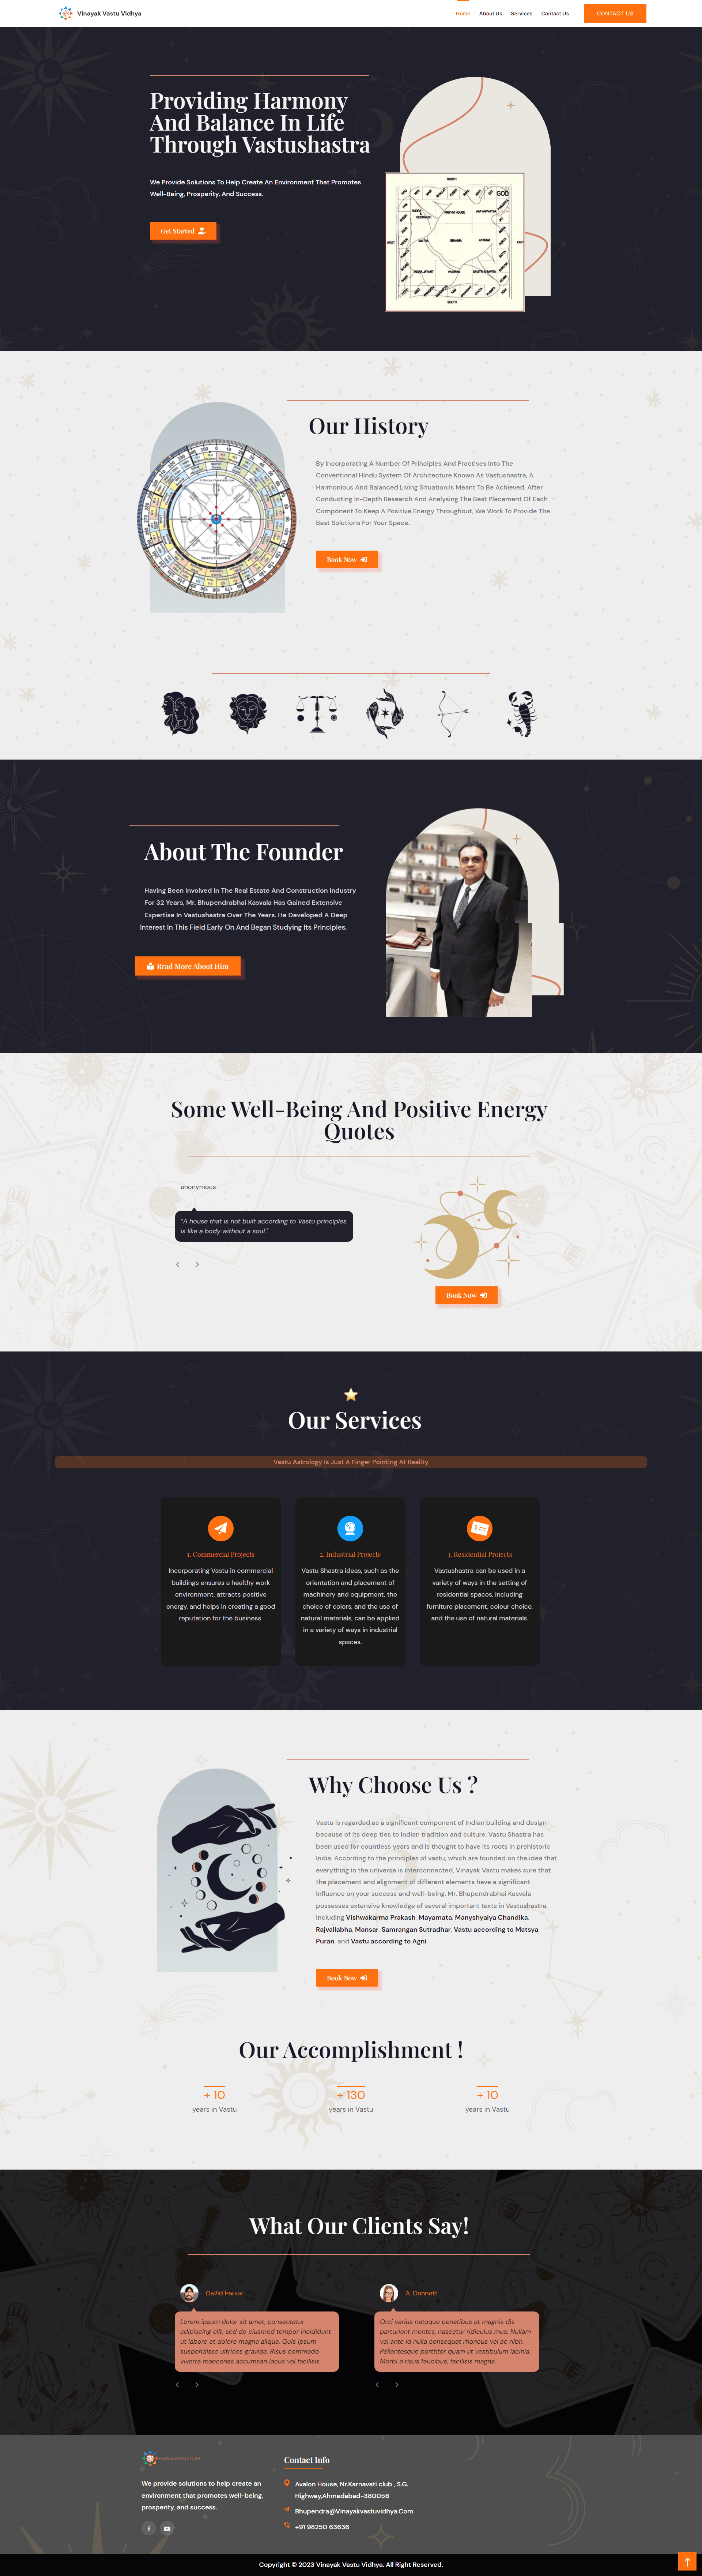 Vinayak Vastu Vidhya
Home
About Us
Services
Contact Us
CONTACT US
Providing Harmony
And Balance In Life
Through Vastushastra
We Provide Solutions To Help Create An Environment That Promotes
Well-Being, Prosperity, And Success.
Get Started
NORTH
GOD
WEST
EAST
SOUTH
Our History
By Incorporating A Number Of Principles And Practises Into The
Conventional Hindu System Of Architecture Known As Vastushastra, A
Harmonious And Balanced Living Situation Is Meant To Be Achieved. After
Conducting In-Depth Research And Analysing The Best Placement Of Each
Component To Keep A Positive Energy Throughout, We Work To Provide The
Best Solutions For Your Space.
Book Now
About The Founder
Having Been Involved In The Real Estate And Construction Industry
For 32 Years, Mr. Bhupendrabhai Kasvala Has Gained Extensive
Expertise In Vastushastra Over The Years. He Developed A Deep
Interest In This Field Early On And Began Studying Its Principles.
Rrad More About Him
Some Well-Being And Positive Energy
Quotes
anonymous
"A house that is not built according to Vastu principles
is like a body without a soul."
Book Now
Our Services
Vastu Astrology Is Just A Finger Pointing At Reality
1. Commercial Projects
Incorporating Vastu in commercial
buildings ensures a healthy work
environment, attracts positive
energy, and helps in creating a good
reputation for the business.
2. Industrial Projects
Vastu Shastra ideas, such as the
orientation and placement of
machinery and equipment, the
choice of colors, and the use of
natural materials, can be applied
in a variety of ways in industrial
spaces.
3. Residential Projects
Vastushastra can be used in a
variety of ways in the setting of
residential spaces, including
furniture placement, colour choice,
and the use of natural materials.
Why Choose Us ?
Vastu is regarded as a significant component of Indian building and design
because of its deep ties to Indian tradition and culture. Vastu Shastra has
been used for countless years and is thought to have its roots in prehistoric
India. According to the principles of vastu, which are founded on the idea that
everything in the universe is interconnected, Vinayak Vastu makes sure that
the placement and alignment of different elements have a significant
influence on your success and well-being. Mr. Bhupendrabhai Kasvala
possesses extensive knowledge of several important texts in Vastushastra,
including Vishwakarma Prakash, Mayamata, Manyshyalya Chandika,
Rajvallabha, Mansar, Samrangan Sutradhar, Vastu according to Matsya,
Puran, and Vastu according to Agni.
Book Now
Our Accomplishment !
+ 10
years in Vastu
+ 130
years in Vastu
+ 10
years in Vastu
What Our Clients Say!
David Parker
Lorem ipsum dolor sit amet, consectetur
adipiscing elit, sed do eiusmod tempor incididunt
ut labore et dolore magna aliqua. Quis ipsum
suspendisse ultrices gravida. Risus commodo
viverra maecenas accumsan lacus vel facilisis.
A. Dennett
Orci varius natoque penatibus et magnis dis
parturient montes, nascetur ridiculus mus. Nullam
vel ante id nulla consequat rhoncus vel ac nibh.
Pellentesque porttitor quam ut vestibulum lacinia.
Morbi a risus faucibus, facilisis magna.
VINAYAK VASTU VIDHYA
We provide solutions to help create an
environment that promotes well-being,
prosperity, and success.
Contact Info
Avalon House, Nr.Karnavati club , S.G.
Highway,Ahmedabad-380058
Bhupendra@Vinayakvastuvidhya.Com
+91 98250 63636
Copyright © 2023 Vinayak Vastu Vidhya. All Right Reserved.